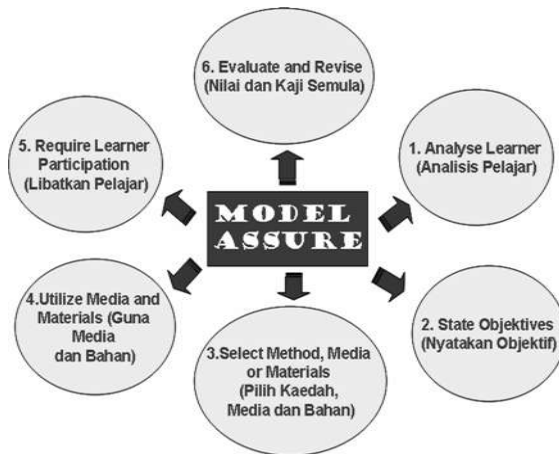 6. Evaluate and Revise
(Nilai dan Kaji Semula)
5. Require Learner
Participation
(Libatkan Pelajar)
1. Analyse Learner
(Analisis Pelajar)
MODEL
ASSURE
4.Utilize Media and
Materials (Guna
Media
dan Bahan)
2. State Objektives
(Nyatakan Objektif)
3.Select Method, Media
or Materials
(Pilih Kaedah,
Media dan Bahan)